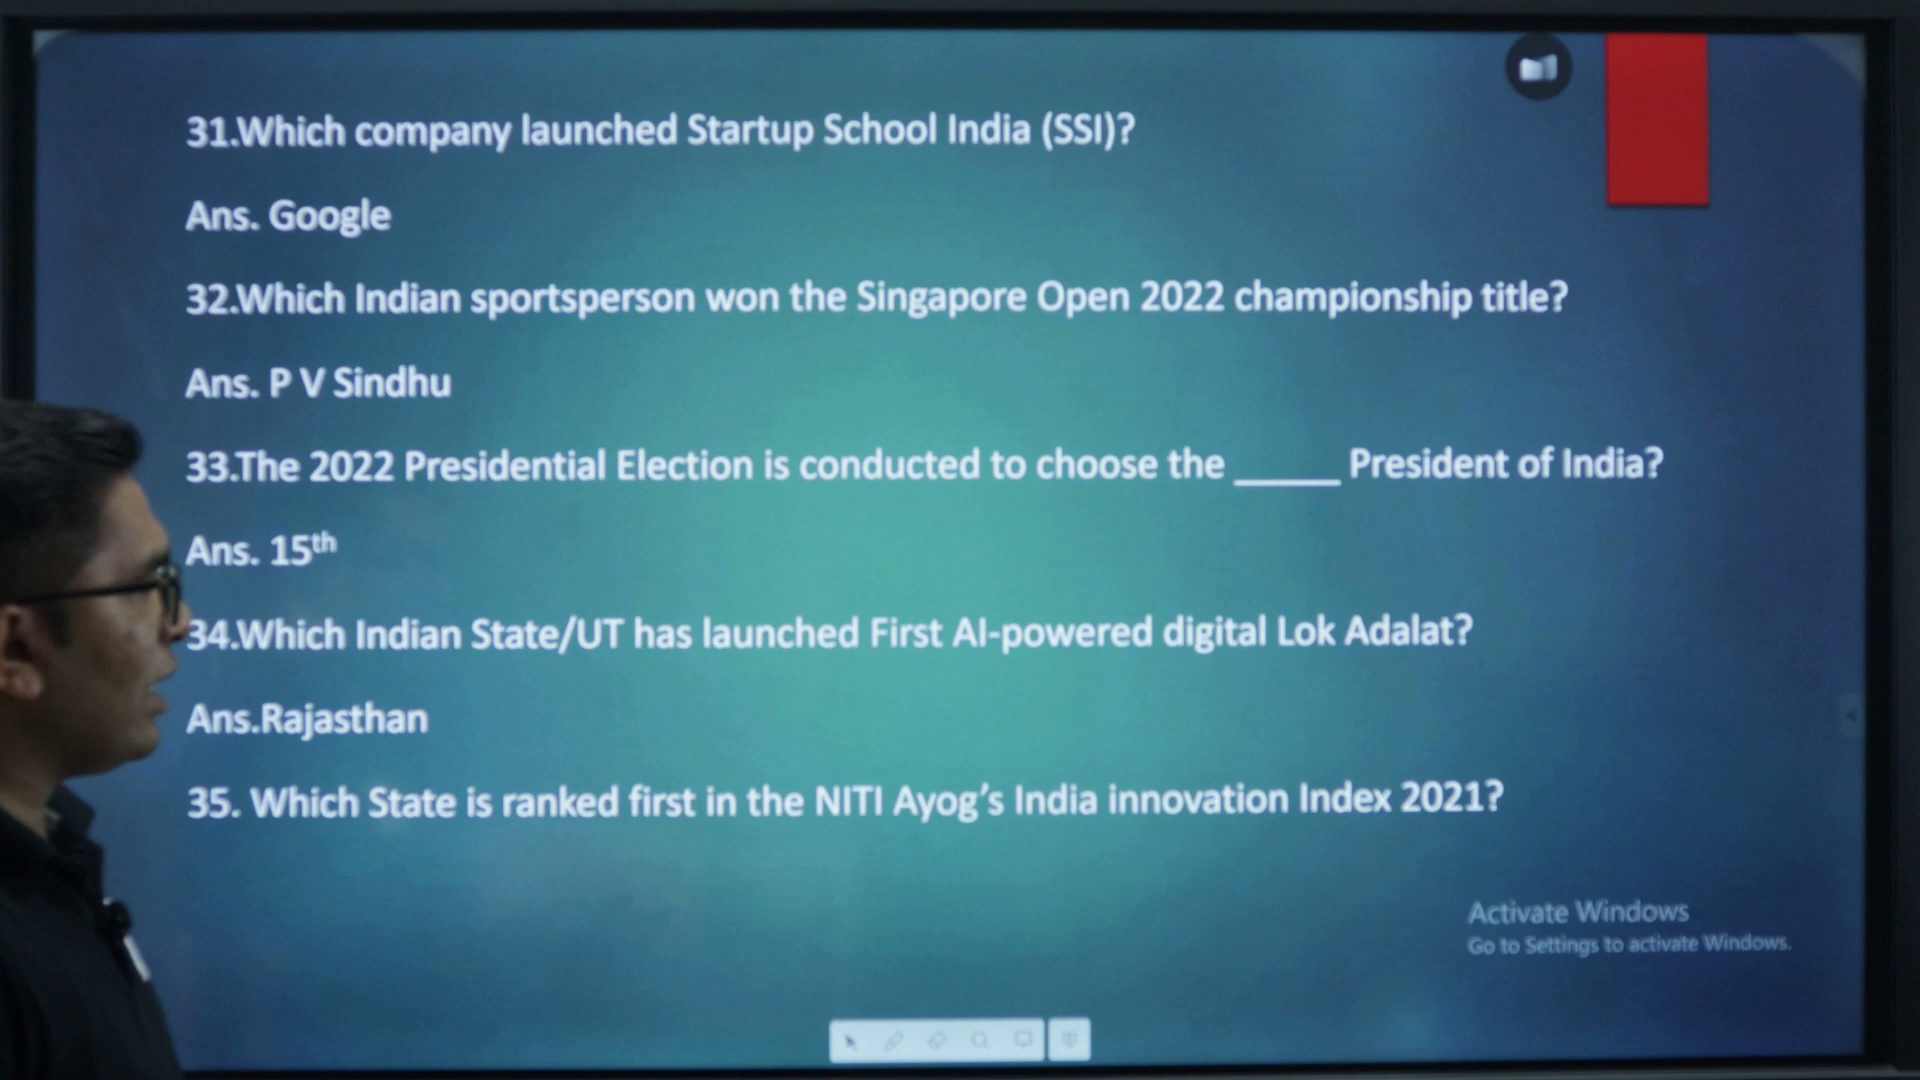 31.Which company launched Startup School India (SSI)?
Ans. Google
32.Which Indian sportsperson won the Singapore Open 2022 championship title?
Ans. P V Sindhu
33.The 2022 Presidential Election is conducted to choose the _____ President of India?
Ans. 15th
34.Which Indian State/UT has launched First AI-powered digital Lok Adalat?
Ans.Rajasthan
35. Which State is ranked first in the NITI Ayog's India innovation Index 2021?
Activate Windows
Go to Settings to activate Windows.